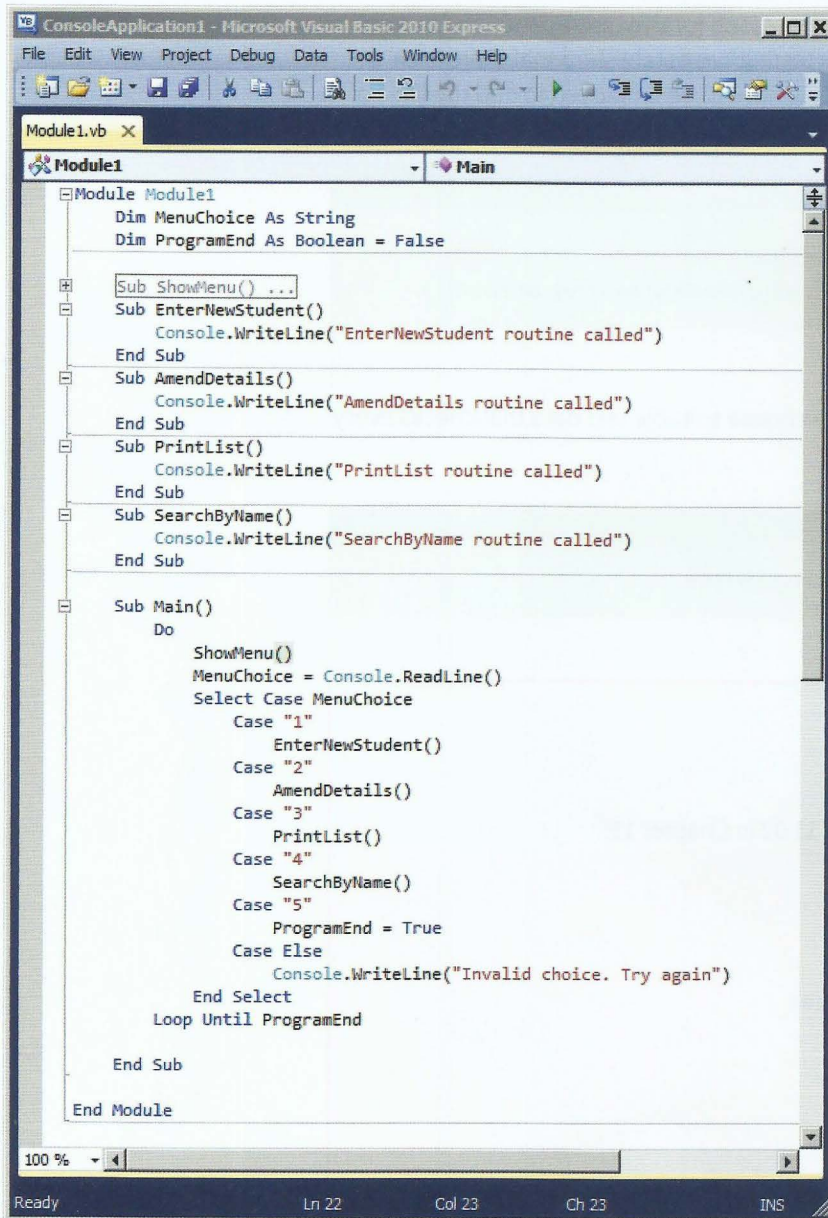 ConsoleApplication1 - Microsoft Visual Basic 2010 Express
File Edit View Project Debug Data Tools Window Help
Module1.vb
Module1 Main
Module Module1
Dim MenuChoice As String
Dim ProgramEnd As Boolean = False
Sub ShowMenu() ...
Sub EnterNewStudent()
Console.WriteLine("EnterNewStudent routine called")
End Sub
Sub AmendDetails()
Console.WriteLine("AmendDetails routine called")
End Sub
Sub PrintList()
Console.WriteLine("PrintList routine called")
End Sub
Sub SearchByName()
Console.WriteLine("SearchByName routine called")
End Sub
Sub Main()
Do
ShowMenu()
MenuChoice = Console.ReadLine()
Select Case MenuChoice
Case "1"
EnterNewStudent()
Case "2"
AmendDetails()
Case "3"
PrintList()
Case "4"
SearchByName()
Case "5"
ProgramEnd = True
Case Else
Console.WriteLine("Invalid choice. Try again")
End Select
Loop Until ProgramEnd
End Sub
End Module
100 %
Ready Ln 22 Col 23 Ch 23 INS